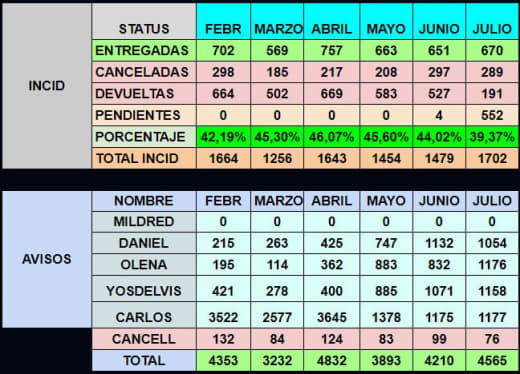 STATUS FEBR MARZO ABRIL MAYO JUNIO JULIO
ENTREGADAS 702 569 757 663 651 670
CANCELADAS 298 185 217 208 297 289
INCID DEVUELTAS 664 502 669 583 527 191
PENDIENTES 0 0 0 0 4 552
PORCENTAJE 42,19% 45,30% 46,07% 45,60% 44,02% 39,37%
TOTAL INCID 1664 1256 1643 1454 1479 1702
NOMBRE FEBR MARZO ABRIL MAYO JUNIO JULIO
MILDRED 0 0 0 0 0 0
DANIEL 215 263 425 747 1132 1054
AVISOS OLENA 195 114 362 883 832 1176
YOSDELVIS 421 278 400 885 1071 1158
CARLOS 3522 2577 3645 1378 1175 1177
CANCELL 132 84 124 83 99 76
TOTAL 4353 3232 4832 3893 4210 4565